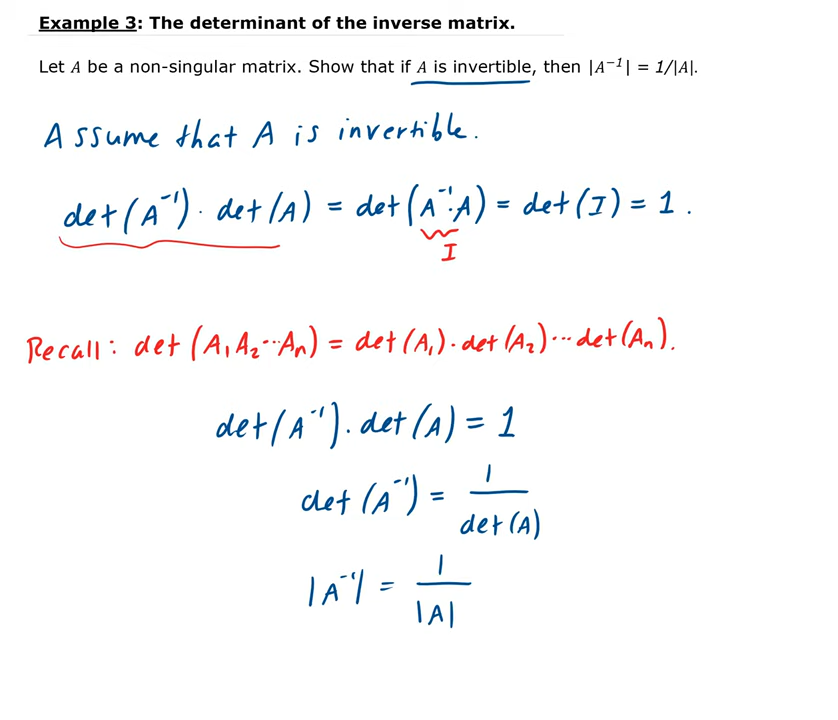 Example 3: The determinant of the inverse matrix.
Let A be a non-singular matrix. Show that if A is invertible, then |A⁻¹| = 1/|A|.
Assume that A is invertible.
det(A⁻¹) · det(A) = det(A⁻¹·A) = det(I) = 1.
I
Recall: det(A₁A₂···Aₙ) = det(A₁)·det(A₂)···det(Aₙ).
det(A⁻¹)·det(A) = 1
det(A⁻¹) = 1/det(A)
|A⁻¹| = 1/|A|